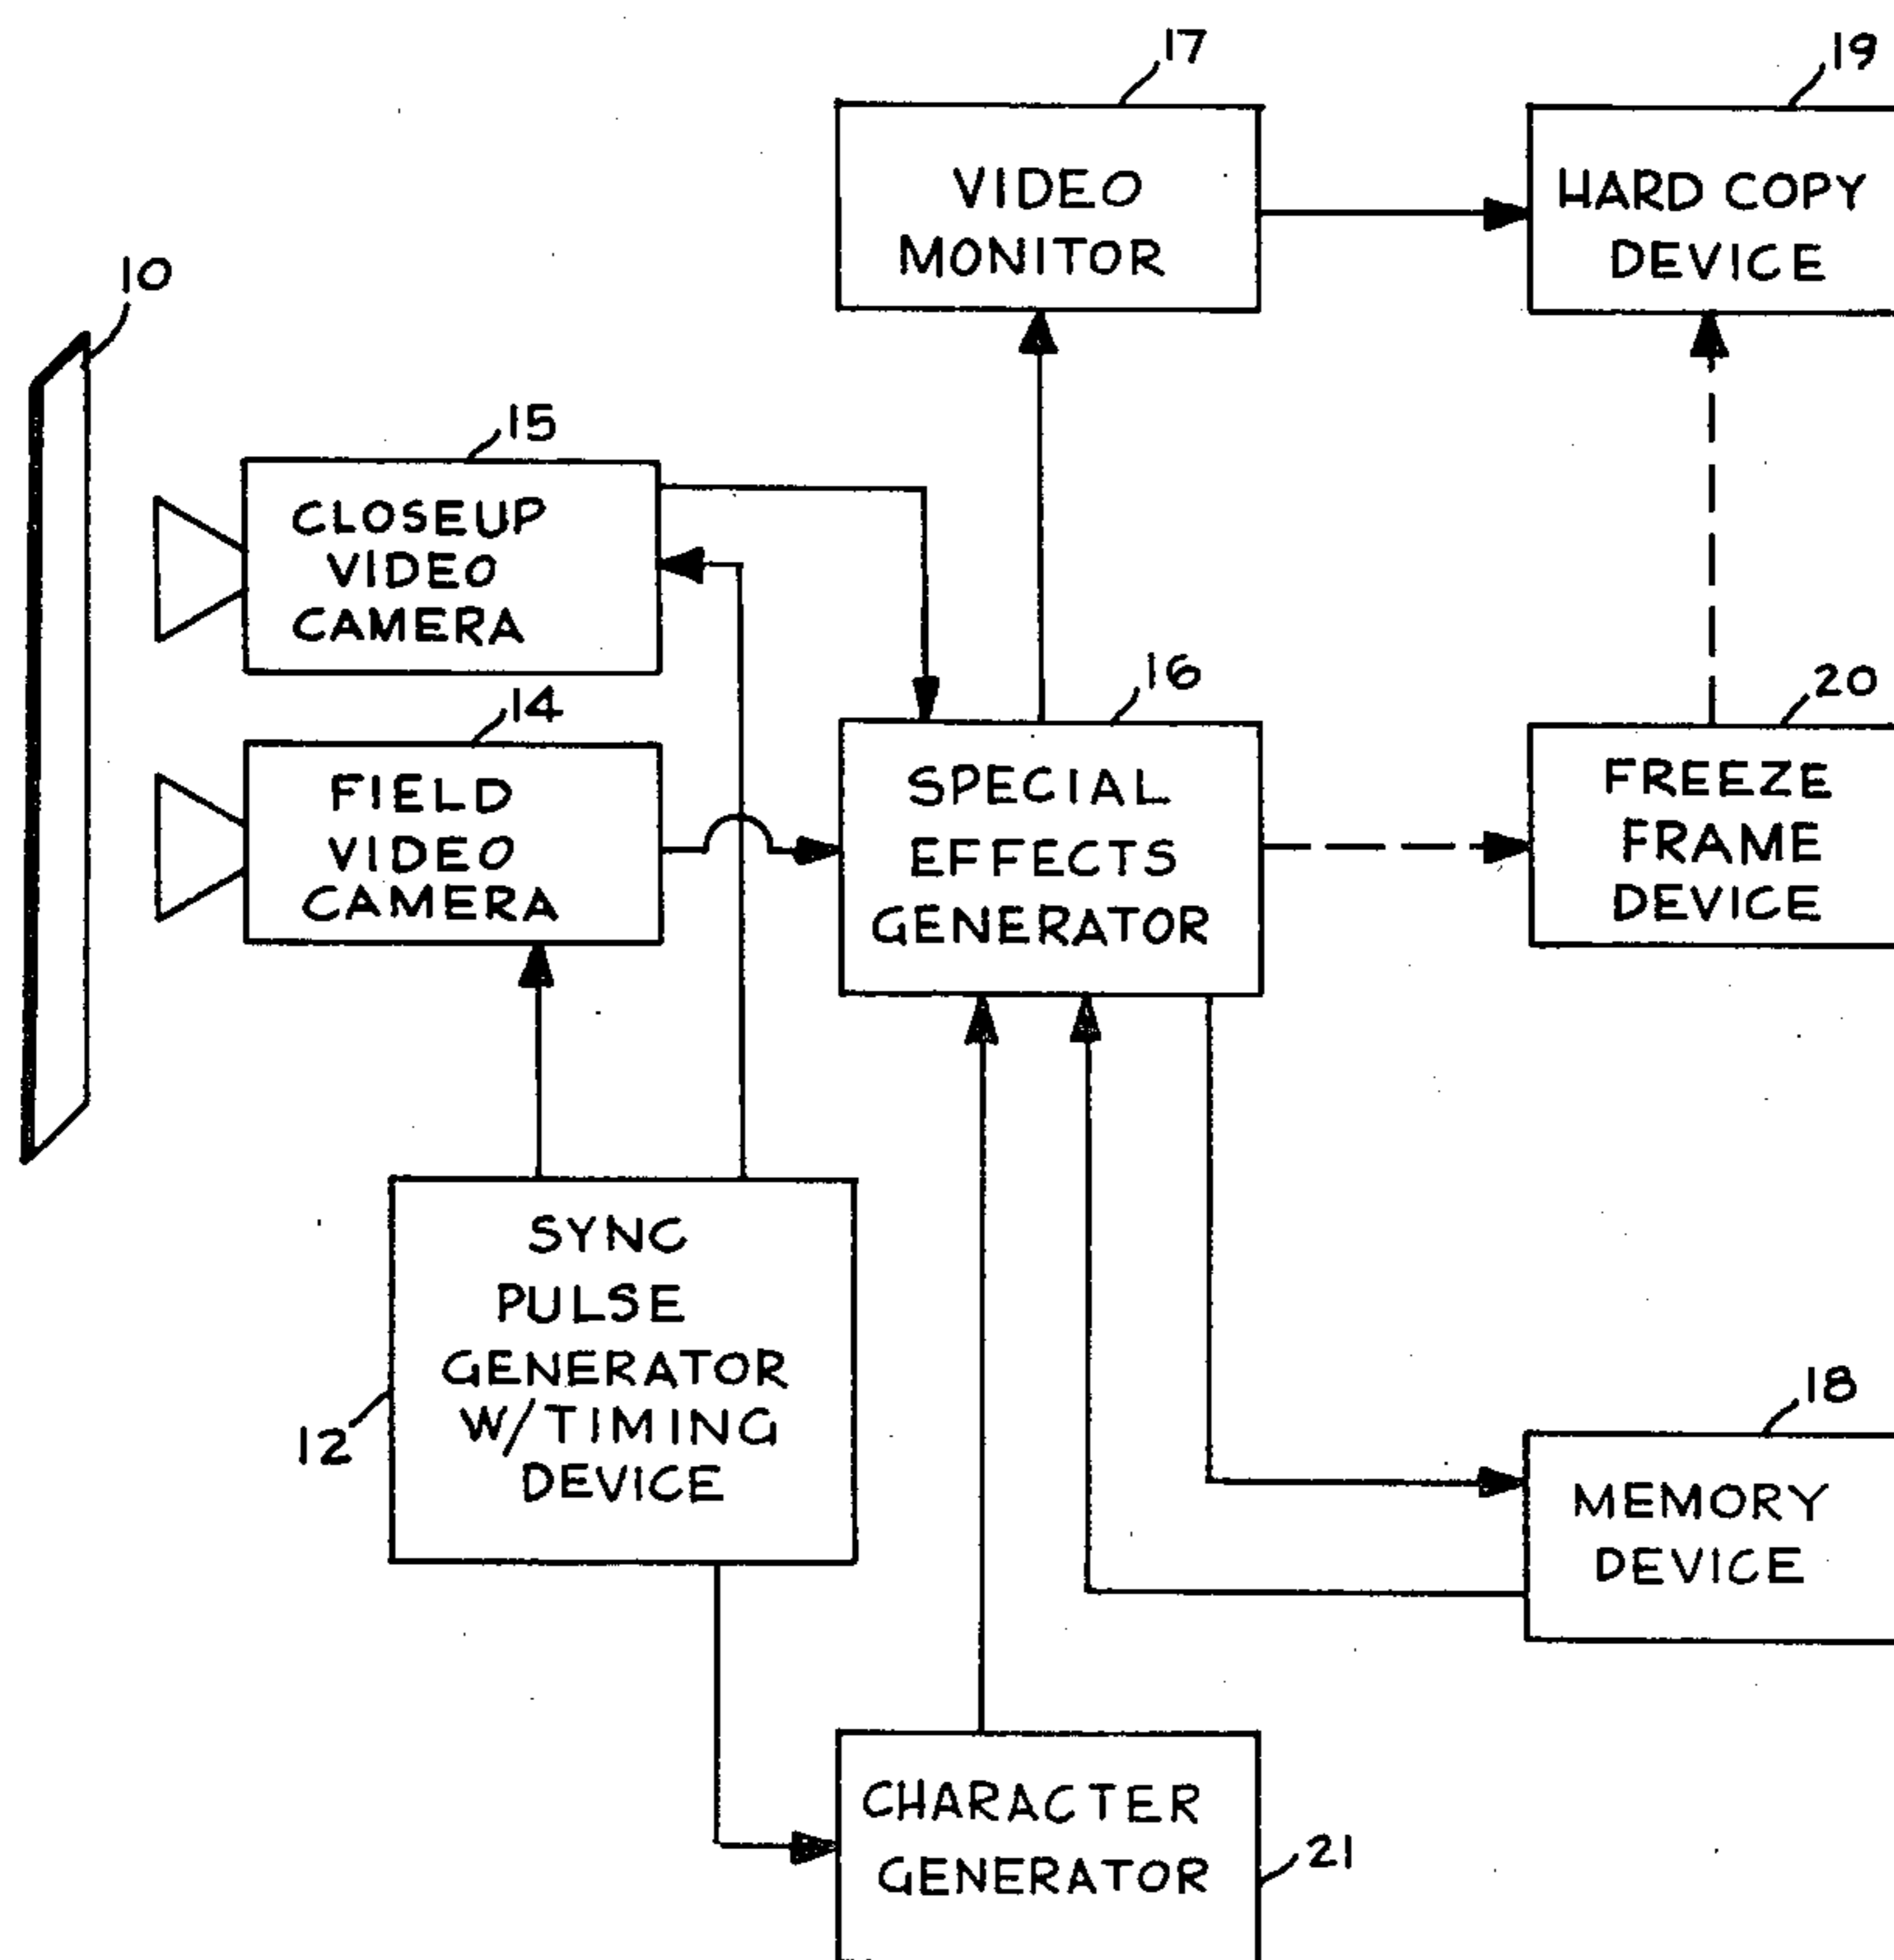 17
VIDEO
MONITOR
19
HARD COPY
DEVICE
10
15
CLOSEUP
VIDEO
CAMERA
14
FIELD
VIDEO
CAMERA
16
SPECIAL
EFFECTS
GENERATOR
20
FREEZE
FRAME
DEVICE
12
SYNC
PULSE
GENERATOR
W/TIMING
DEVICE
18
MEMORY
DEVICE
CHARACTER
GENERATOR
21